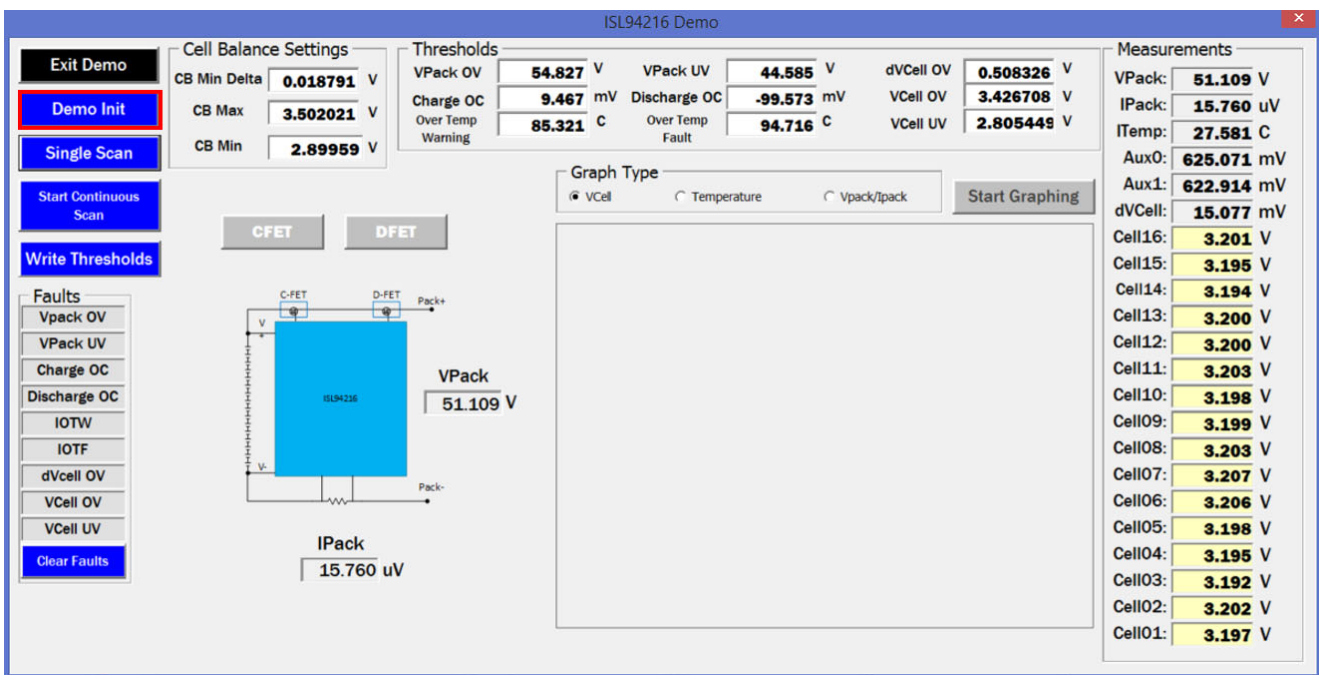 ISL94216 Demo
Exit Demo
Demo Init
Single Scan
Start Continuous
Scan
Write Thresholds
Cell Balance Settings
CB Min Delta 0.018791 V
CB Max 3.502021 V
CB Min 2.89959 V
Thresholds
VPack OV 54.827 V VPack UV 44.585 V dVCell OV 0.508326 V
Charge OC 9.467 mV Discharge OC -99.573 mV VCell OV 3.426708 V
Over Temp
Warning
85.321 C
Over Temp
Fault
94.716 C
VCell UV 2.805449 V
Graph Type
VCell Temperature Vpack/Ipack
Start Graphing
CFET DFET
C-FET D-FET
Pack+
V
+
ISL94216
V-
Pack-
VPack
51.109 V
IPack
15.760 uV
Faults
Vpack OV
VPack UV
Charge OC
Discharge OC
IOTW
IOTF
dVcell OV
VCell OV
VCell UV
Clear Faults
Measurements
VPack: 51.109 V
IPack: 15.760 uV
ITemp: 27.581 C
Aux0: 625.071 mV
Aux1: 622.914 mV
dVCell: 15.077 mV
Cell16: 3.201 V
Cell15: 3.195 V
Cell14: 3.194 V
Cell13: 3.200 V
Cell12: 3.200 V
Cell11: 3.203 V
Cell10: 3.198 V
Cell09: 3.199 V
Cell08: 3.203 V
Cell07: 3.207 V
Cell06: 3.206 V
Cell05: 3.198 V
Cell04: 3.195 V
Cell03: 3.192 V
Cell02: 3.202 V
Cell01: 3.197 V